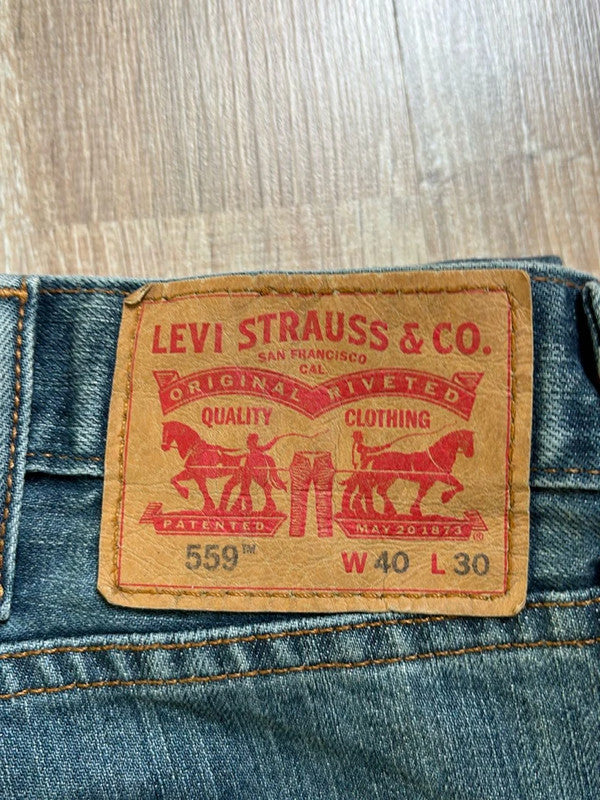 LEVI STRAUSS & CO.
SAN FRANCISCO
CAL
ORIGINAL RIVETED
QUALITY CLOTHING
PATENTED MAY 20 1873 ®
559™ W 40 L 30